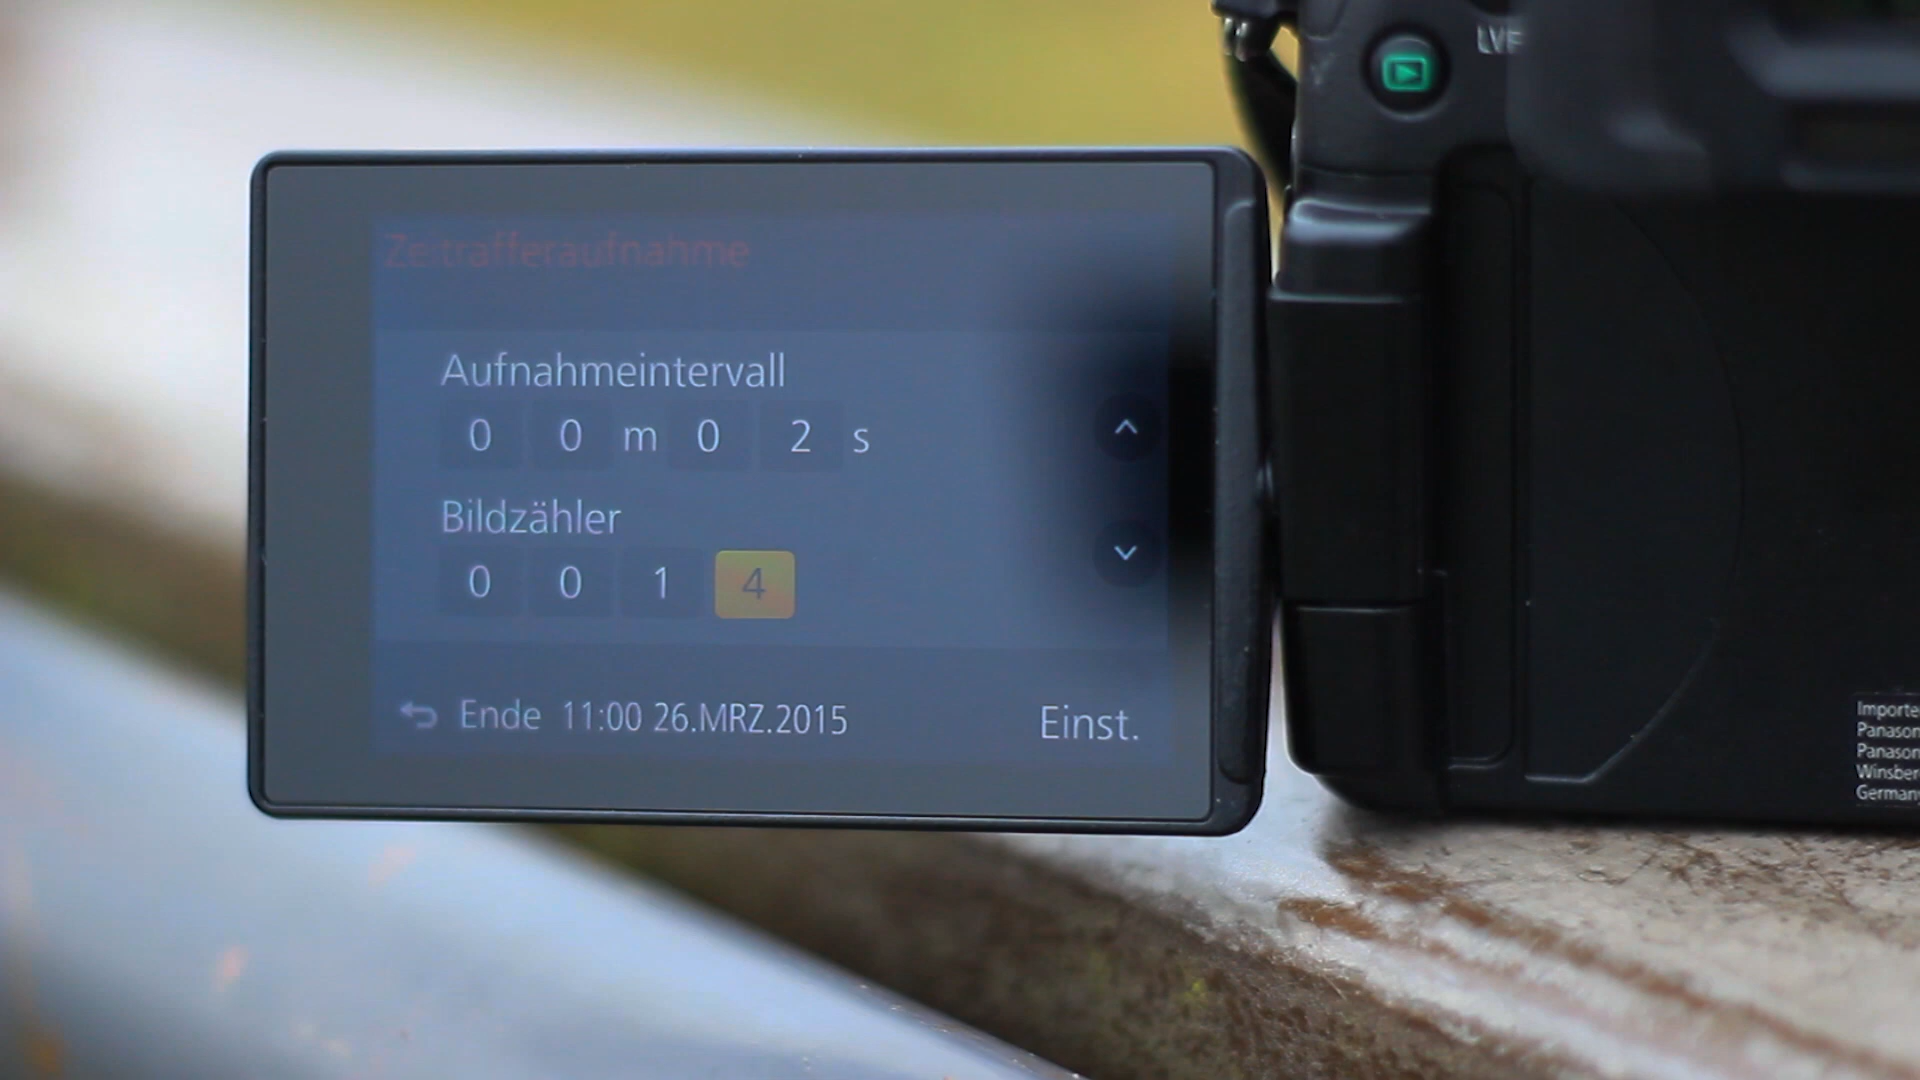 LVF
Zeitrafferaufnahme
Aufnahmeintervall
0 0 m 0 2 s
Bildzähler
0 0 1 4
Ende 11:00 26.MRZ.2015
Einst.